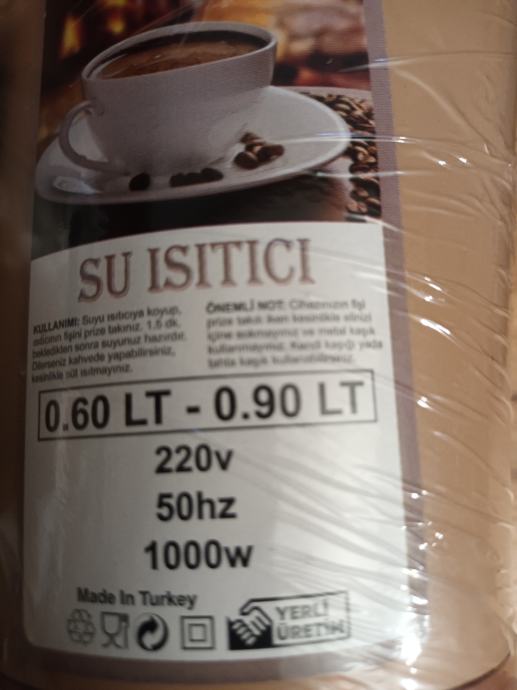 SU ISITICI
KULLANIMI: Suyu ısıtıcıya koyup,
ısıtıcının fişini prize takınız. 1.5 dk.
bekledikten sonra suyunuz hazırdır.
Dilerseniz kahvede yapabilirsiniz,
kesinlikle süt ısıtmayınız.
ÖNEMLİ NOT: Cihazınızın fişi
prize takılı iken kesinlikle elinizi
içine sokmayınız ve metal kaşık
kullanmayınız. Kendi kaşığı yada
tahta kaşık kullanabilirsiniz.
0.60 LT - 0.90 LT
220v
50hz
1000w
Made In Turkey
YERLİ
ÜRETİM